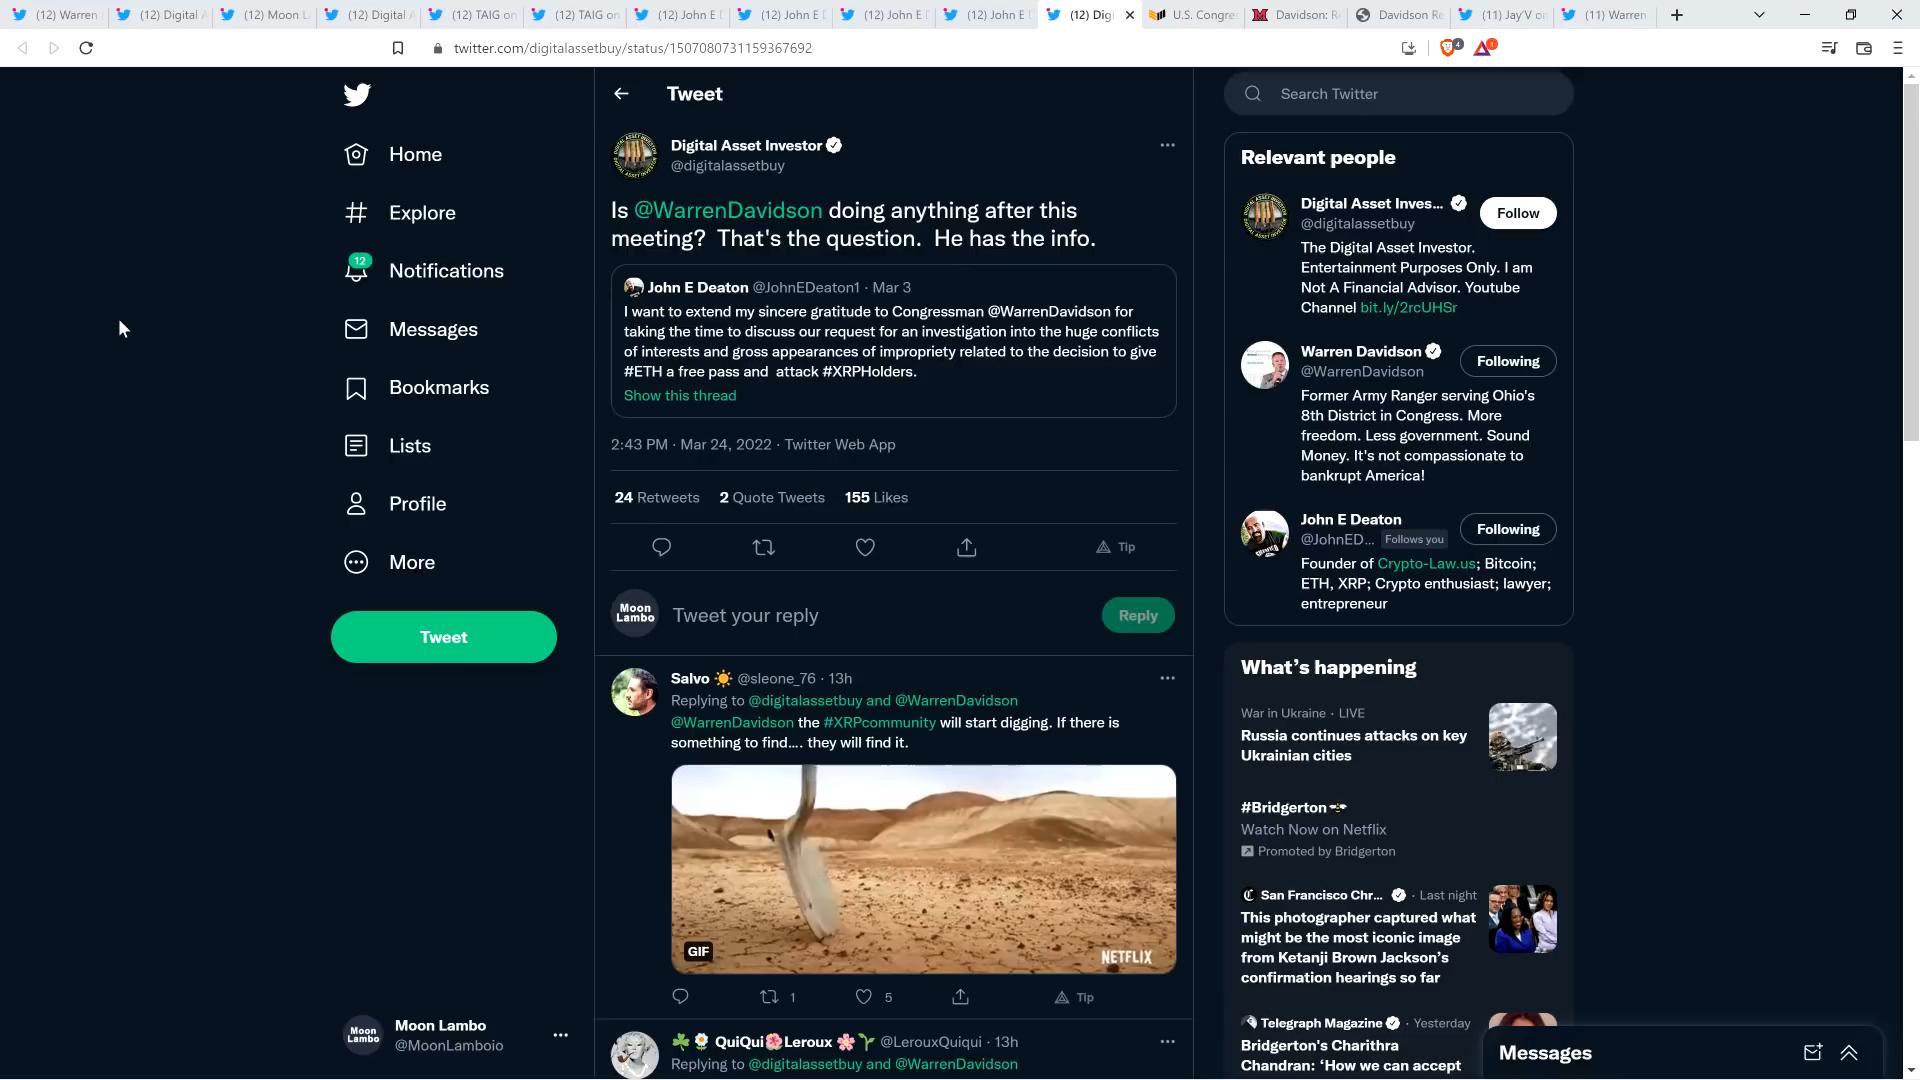 (12) Warren
(12) Digital A
(12) Moon L
(12) Digital A
(12) TAIG on
(12) TAIG on
(12) John E D
(12) John E D
(12) John E D
(12) John E D
(12) Digi
U.S. Congres
Davidson: R
Davidson Re
(11) Jay'V on
(11) Warren
twitter.com/digitalassetbuy/status/1507080731159367692
4
1
Home
Explore
12
Notifications
Messages
Bookmarks
Lists
Profile
More
Tweet
Moon Lambo
Moon Lambo
@MoonLamboio
Tweet
Digital Asset Investor
@digitalassetbuy
Is @WarrenDavidson doing anything after this
meeting? That's the question. He has the info.
John E Deaton @JohnEDeaton1 · Mar 3
I want to extend my sincere gratitude to Congressman @WarrenDavidson for
taking the time to discuss our request for an investigation into the huge conflicts
of interests and gross appearances of impropriety related to the decision to give
#ETH a free pass and attack #XRPHolders.
Show this thread
2:43 PM · Mar 24, 2022 · Twitter Web App
24 Retweets 2 Quote Tweets 155 Likes
Tip
Moon Lambo
Tweet your reply
Reply
Salvo @sleone_76 · 13h
Replying to @digitalassetbuy and @WarrenDavidson
@WarrenDavidson the #XRPcommunity will start digging. If there is
something to find.... they will find it.
GIF
NETFLIX
1
5
Tip
QuiQui Leroux @LerouxQuiqui · 13h
Replying to @digitalassetbuy and @WarrenDavidson
Search Twitter
Relevant people
Digital Asset Inves...
@digitalassetbuy
Follow
The Digital Asset Investor.
Entertainment Purposes Only. I am
Not A Financial Advisor. Youtube
Channel bit.ly/2rcUHSr
Warren Davidson
@WarrenDavidson
Following
Former Army Ranger serving Ohio's
8th District in Congress. More
freedom. Less government. Sound
Money. It's not compassionate to
bankrupt America!
John E Deaton
@JohnED... Follows you
Following
Founder of Crypto-Law.us; Bitcoin;
ETH, XRP; Crypto enthusiast; lawyer;
entrepreneur
What's happening
War in Ukraine · LIVE
Russia continues attacks on key
Ukrainian cities
#Bridgerton
Watch Now on Netflix
Promoted by Bridgerton
San Francisco Chr... · Last night
This photographer captured what
might be the most iconic image
from Ketanji Brown Jackson's
confirmation hearings so far
Telegraph Magazine · Yesterday
Bridgerton's Charithra
Chandran: 'How we can accept
Messages